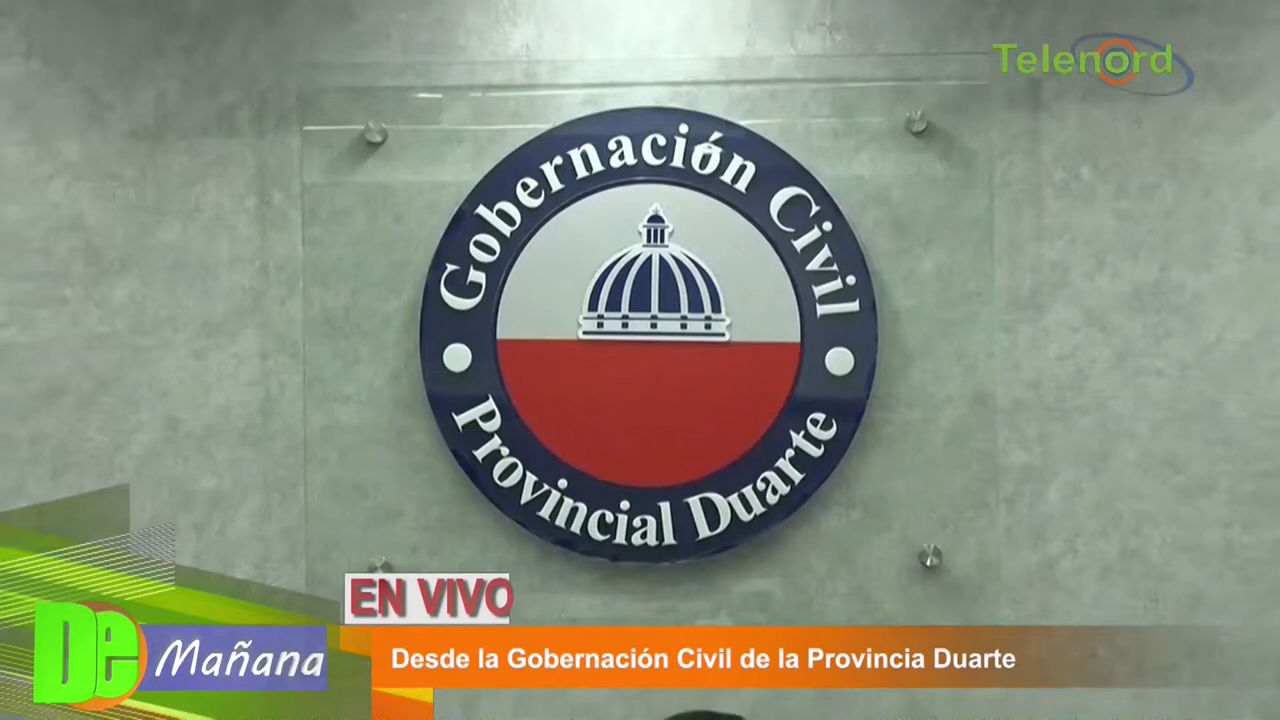 Telenord
Gobernación Civil
Provincial Duarte
EN VIVO
De Mañana
Desde la Gobernación Civil de la Provincia Duarte